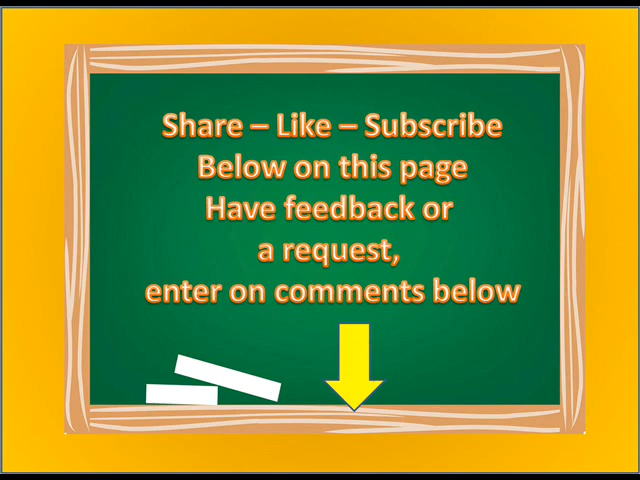 Share – Like – Subscribe
Below on this page
Have feedback or
a request,
enter on comments below